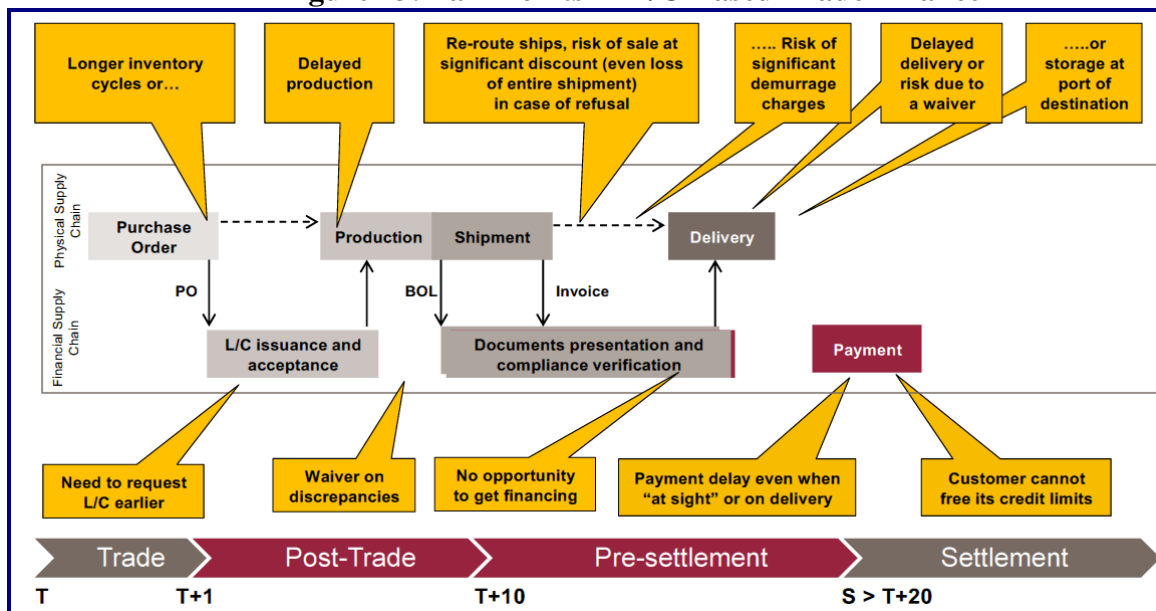 Longer inventory
cycles or…
Delayed
production
Re-route ships, risk of sale at
significant discount (even loss
of entire shipment)
in case of refusal
….. Risk of
significant
demurrage
charges
Delayed
delivery or
risk due to
a waiver
…..or
storage at
port of
destination
Physical Supply
Chain
Purchase
Order
Production
Shipment
Delivery
PO
BOL
Invoice
Financial Supply
Chain
L/C issuance and
acceptance
Documents presentation and
compliance verification
Payment
Need to request
L/C earlier
Waiver on
discrepancies
No opportunity
to get financing
Payment delay even when
“at sight” or on delivery
Customer cannot
free its credit limits
Trade
Post-Trade
Pre-settlement
Settlement
T
T+1
T+10
S > T+20